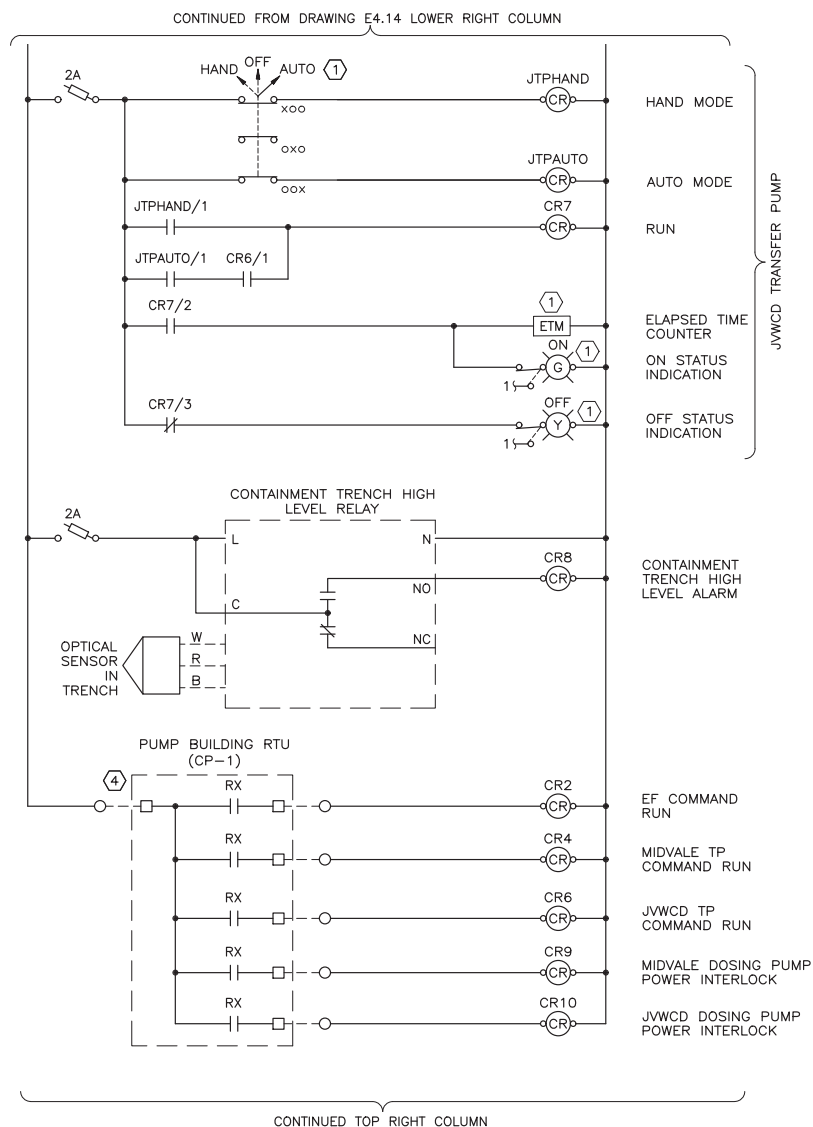 CONTINUED FROM DRAWING E4.14 LOWER RIGHT COLUMN
2A
HAND OFF AUTO 1
XOO
JTPHAND
CR
HAND MODE
OXO
OOX
JTPAUTO
CR
AUTO MODE
JTPHAND/1
CR7
CR
RUN
JTPAUTO/1 CR6/1
CR7/2
1
ETM
ELAPSED TIME
COUNTER
ON
1
G
1
ON STATUS
INDICATION
CR7/3
OFF
1
Y
1
OFF STATUS
INDICATION
JVWCD TRANSFER PUMP
CONTAINMENT TRENCH HIGH
LEVEL RELAY
2A
L N
CR8
CR
NO
CONTAINMENT
TRENCH HIGH
LEVEL ALARM
C
NC
OPTICAL
SENSOR
IN
TRENCH
W
R
B
PUMP BUILDING RTU
(CP-1)
4
RX
CR2
CR
EF COMMAND
RUN
RX
CR4
CR
MIDVALE TP
COMMAND RUN
RX
CR6
CR
JVWCD TP
COMMAND RUN
RX
CR9
CR
MIDVALE DOSING PUMP
POWER INTERLOCK
RX
CR10
CR
JVWCD DOSING PUMP
POWER INTERLOCK
CONTINUED TOP RIGHT COLUMN